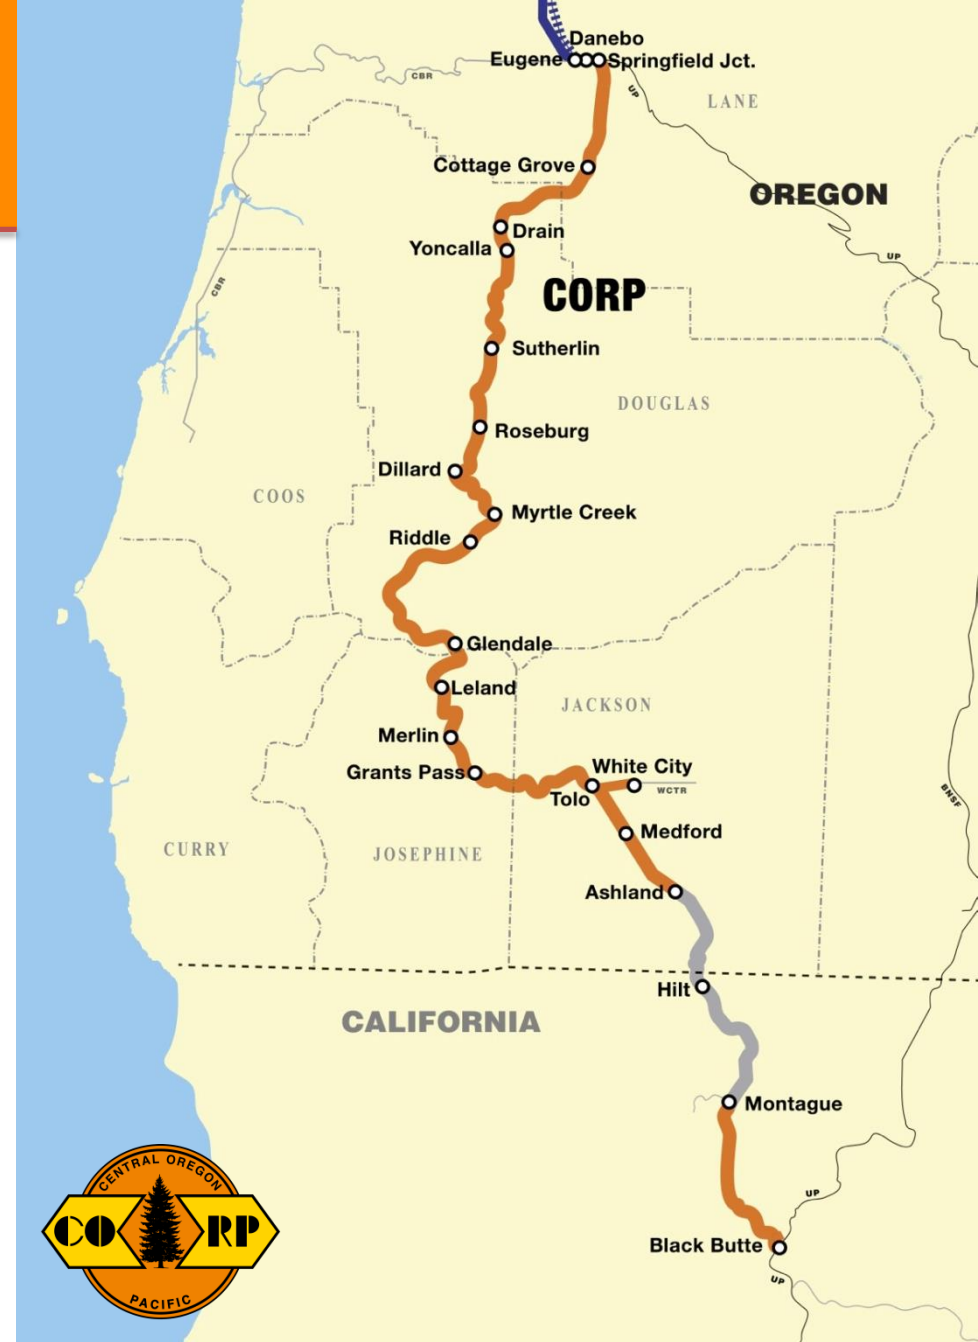 Danebo
Eugene
Springfield Jct.
CBR
UP
LANE
Cottage Grove
OREGON
Drain
Yoncalla
UP
CBR
CORP
Sutherlin
DOUGLAS
Roseburg
Dillard
COOS
Myrtle Creek
Riddle
Glendale
Leland
JACKSON
Merlin
White City
Grants Pass
WCTR
Tolo
BNSF
Medford
CURRY
JOSEPHINE
Ashland
Hilt
CALIFORNIA
Montague
CENTRAL OREGON
UP
CO RP
Black Butte
UP
PACIFIC